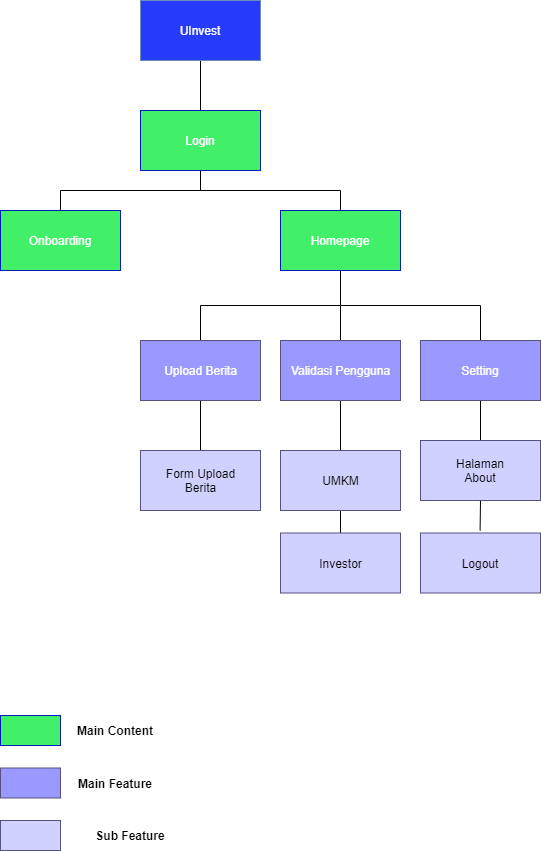 UInvest
Login
Onboarding
Homepage
Upload Berita
Validasi Pengguna
Setting
Form Upload
Berita
UMKM
Halaman
About
Investor
Logout
Main Content
Main Feature
Sub Feature